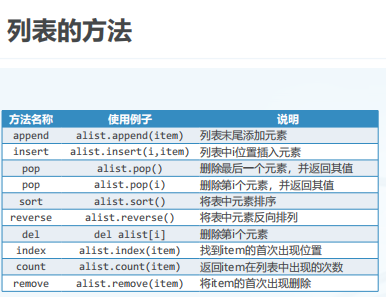 列表的方法
方法名称 使用例子 说明
append alist.append(item) 列表末尾添加元素
insert alist.insert(i,item) 列表中i位置插入元素
pop alist.pop() 删除最后一个元素，并返回其值
pop alist.pop(i) 删除第i个元素，并返回其值
sort alist.sort() 将表中元素排序
reverse alist.reverse() 将表中元素反向排列
del del alist[i] 删除第i个元素
index alist.index(item) 找到item的首次出现位置
count alist.count(item) 返回item在列表中出现的次数
remove alist.remove(item) 将item的首次出现删除